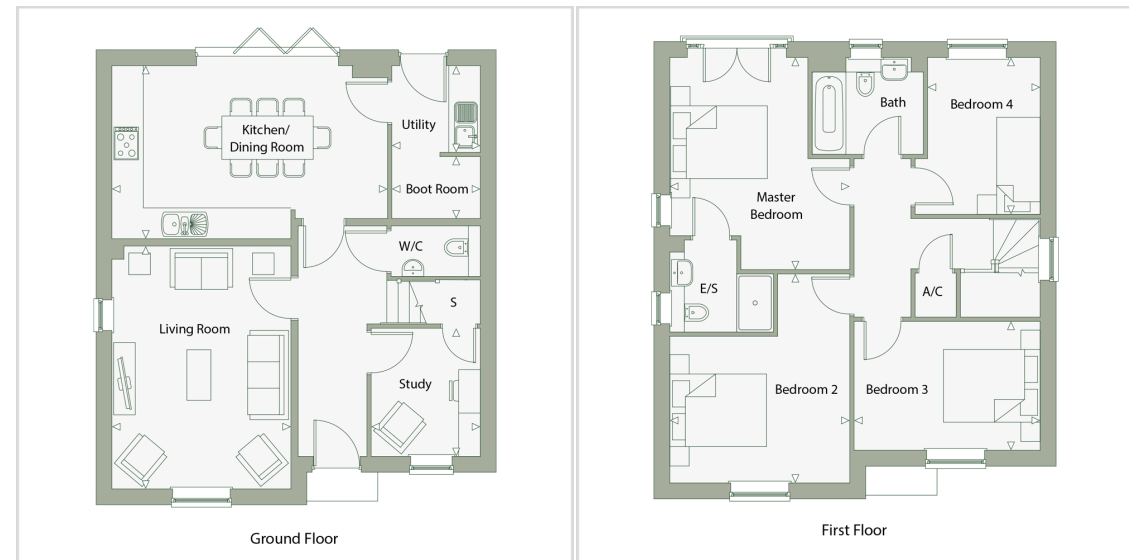 Kitchen/
Dining Room
Utility
Boot Room
W/C
S
Living Room
Study
Ground Floor
Bath
Bedroom 4
Master
Bedroom
E/S
A/C
Bedroom 2
Bedroom 3
First Floor